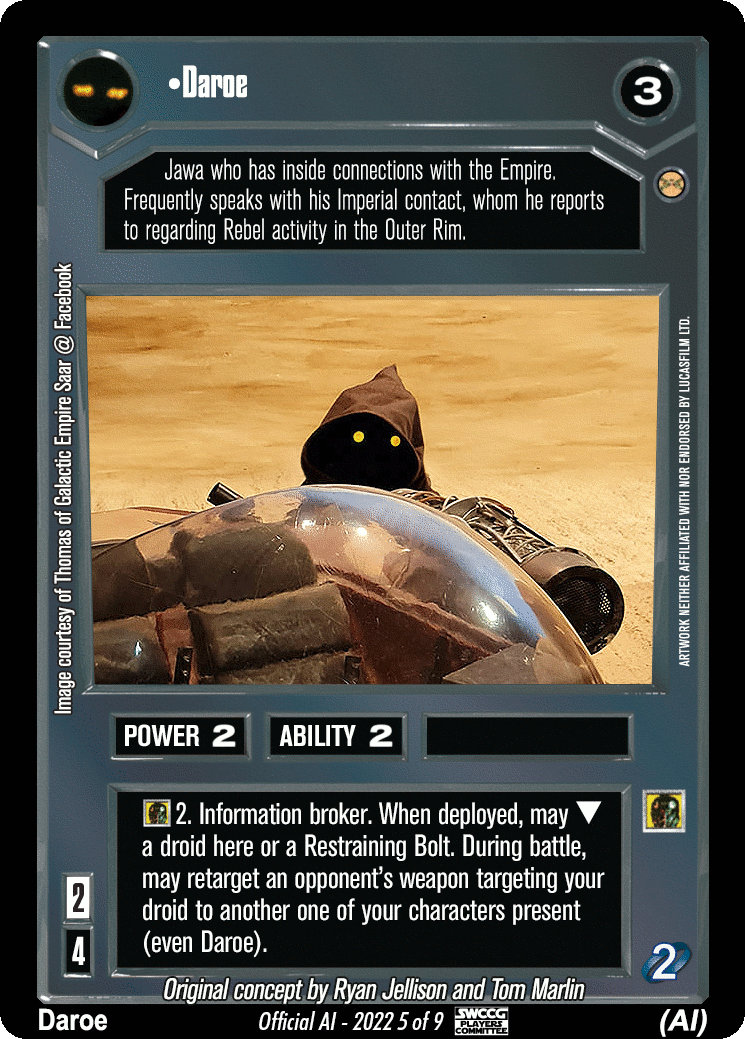 •Daroe
3
Jawa who has inside connections with the Empire.
Frequently speaks with his Imperial contact, whom he reports
to regarding Rebel activity in the Outer Rim.
Image courtesy of Thomas of Galactic Empire Saar @ Facebook
ARTWORK NEITHER AFFILIATED WITH NOR ENDORSED BY LUCASFILM LTD.
POWER 2
ABILITY 2
2. Information broker. When deployed, may ▼
a droid here or a Restraining Bolt. During battle,
may retarget an opponent's weapon targeting your
droid to another one of your characters present
(even Daroe).
2
4
2
Original concept by Ryan Jellison and Tom Marlin
Daroe
Official AI - 2022 5 of 9
SWCCG
PLAYERS
COMMITTEE
(AI)